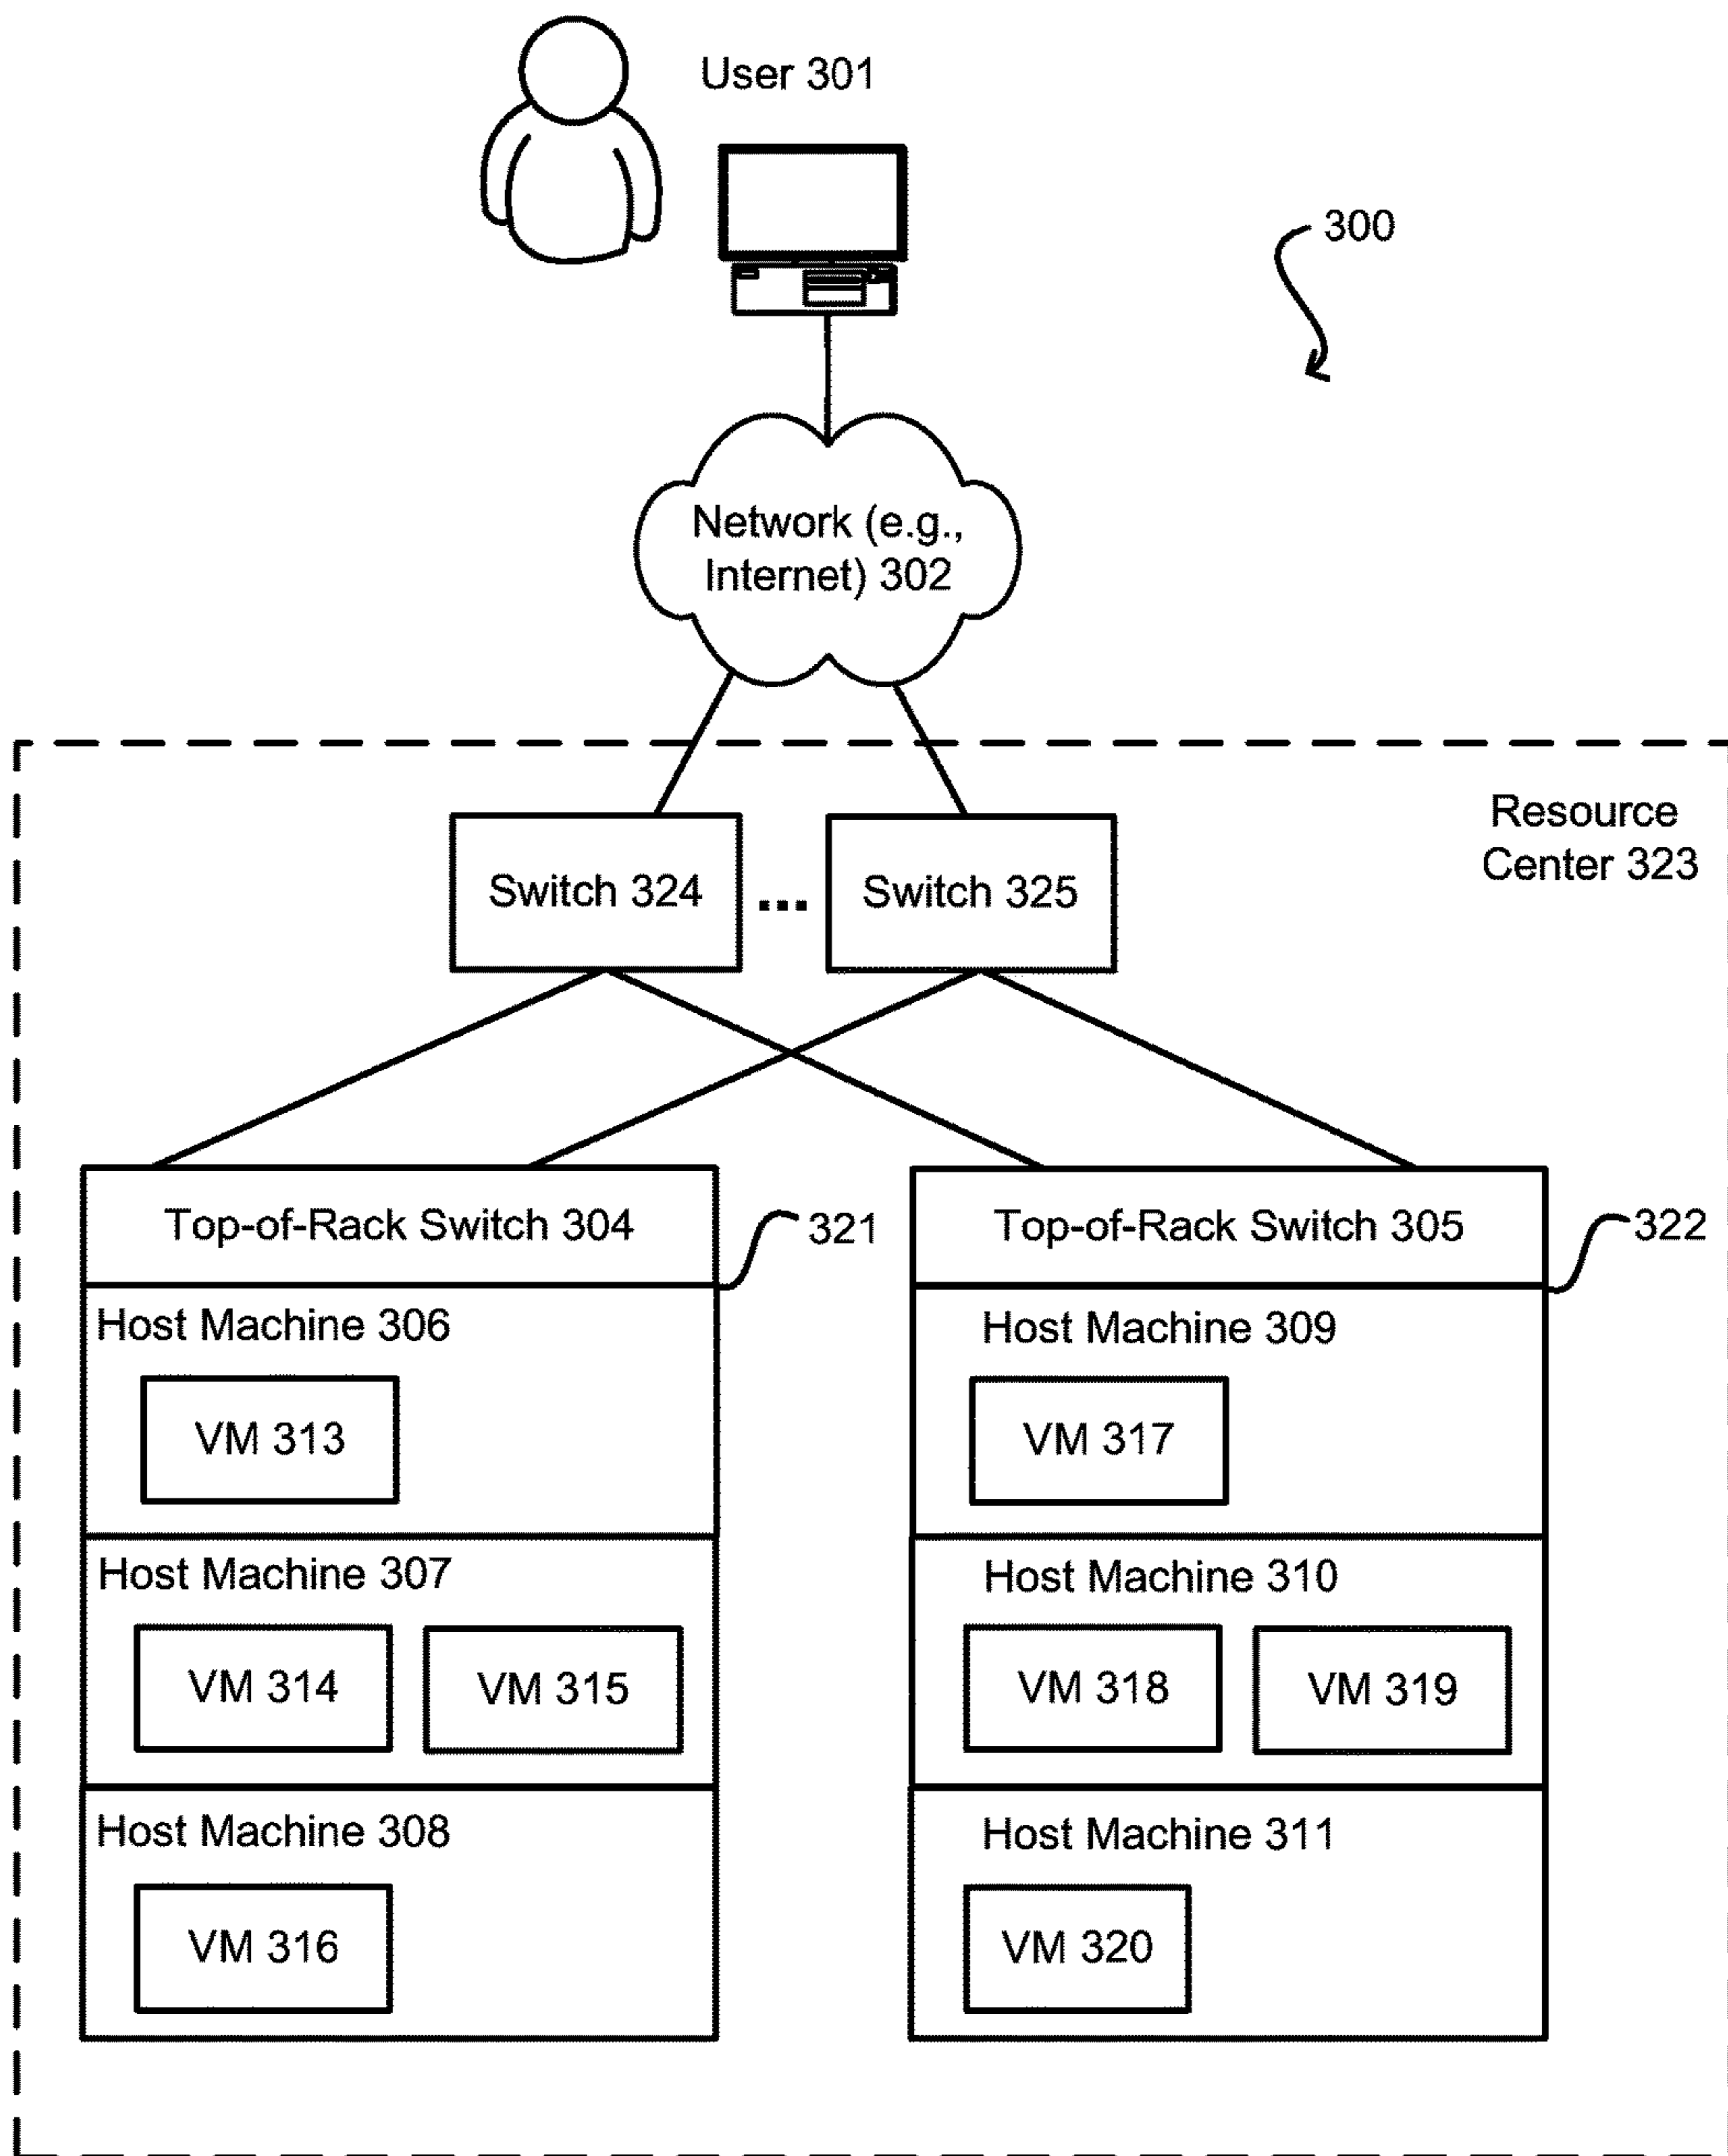 User 301
300
Network (e.g.,
Internet) 302
Resource
Center 323
Switch 324
...
Switch 325
Top-of-Rack Switch 304
321
Top-of-Rack Switch 305
322
Host Machine 306
VM 313
Host Machine 309
VM 317
Host Machine 307
VM 314
VM 315
Host Machine 310
VM 318
VM 319
Host Machine 308
VM 316
Host Machine 311
VM 320